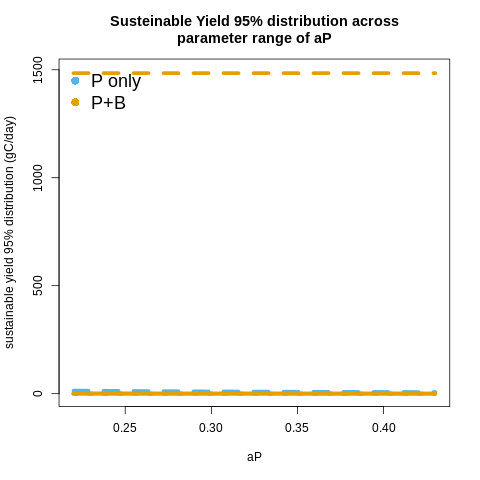 Susteinable Yield 95% distribution across
parameter range of aP
sustainable yield 95% distribution (gC/day)
1500
1000
500
0
P only
P+B
0.25
0.30
0.35
0.40
aP